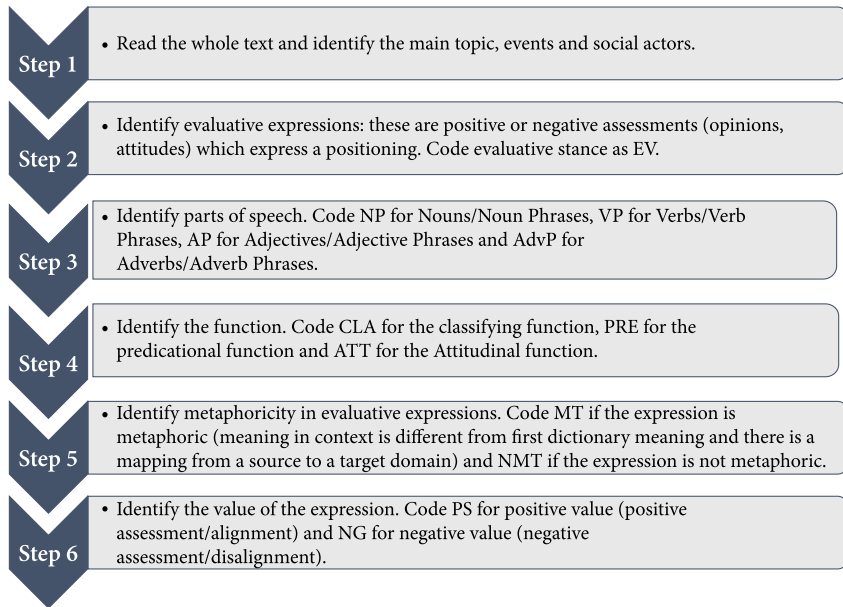 Step 1
• Read the whole text and identify the main topic, events and social actors.
Step 2
• Identify evaluative expressions: these are positive or negative assessments (opinions,
attitudes) which express a positioning. Code evaluative stance as EV.
Step 3
• Identify parts of speech. Code NP for Nouns/Noun Phrases, VP for Verbs/Verb
Phrases, AP for Adjectives/Adjective Phrases and AdvP for
Adverbs/Adverb Phrases.
Step 4
• Identify the function. Code CLA for the classifying function, PRE for the
predicational function and ATT for the Attitudinal function.
Step 5
• Identify metaphoricity in evaluative expressions. Code MT if the expression is
metaphoric (meaning in context is different from first dictionary meaning and there is a
mapping from a source to a target domain) and NMT if the expression is not metaphoric.
Step 6
• Identify the value of the expression. Code PS for positive value (positive
assessment/alignment) and NG for negative value (negative
assessment/disalignment).